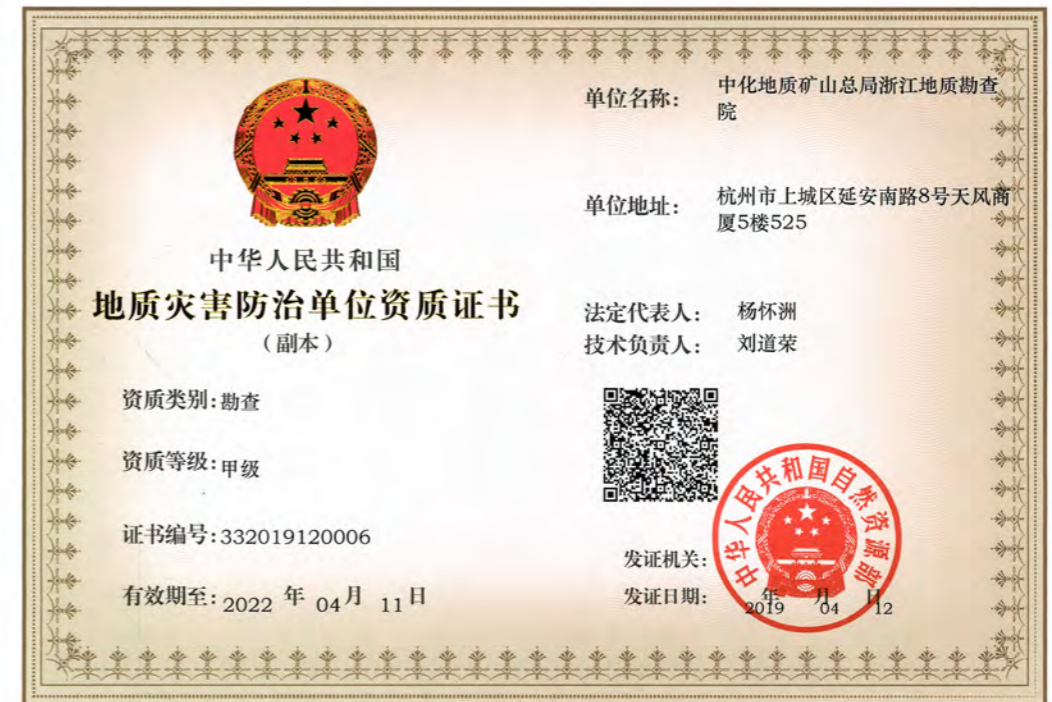 中华人民共和国
地质灾害防治单位资质证书
（副本）
资质类别:勘查
资质等级:甲级
证书编号:332019120006
有效期至:2022 年 04月 11日
单位名称: 中化地质矿山总局浙江地质勘查
院
单位地址: 杭州市上城区延安南路8号天风商
厦5楼525
法定代表人: 杨怀洲
技术负责人: 刘道荣
发证机关:
中华人民共和国自然资源部
发证日期: 2019 年 04 月 12 日